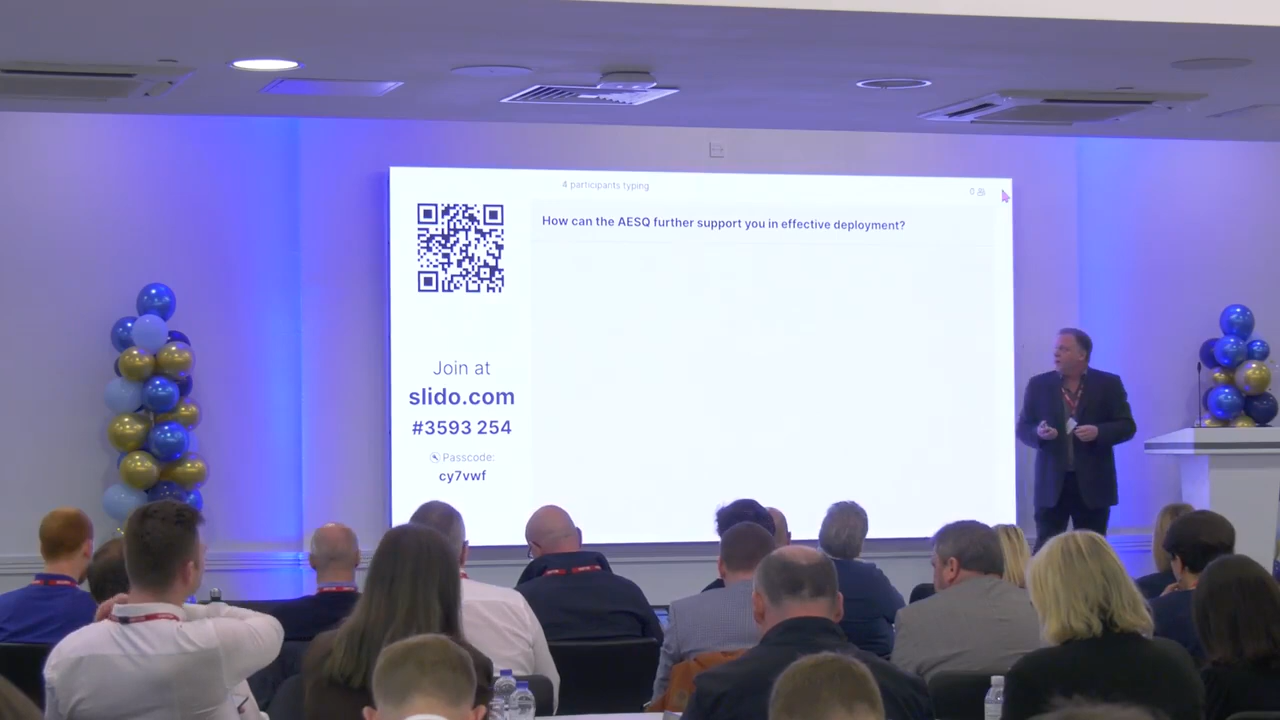 4 participants typing
0
How can the AESQ further support you in effective deployment?
Join at
slido.com
#3593 254
Passcode:
cy7vwf